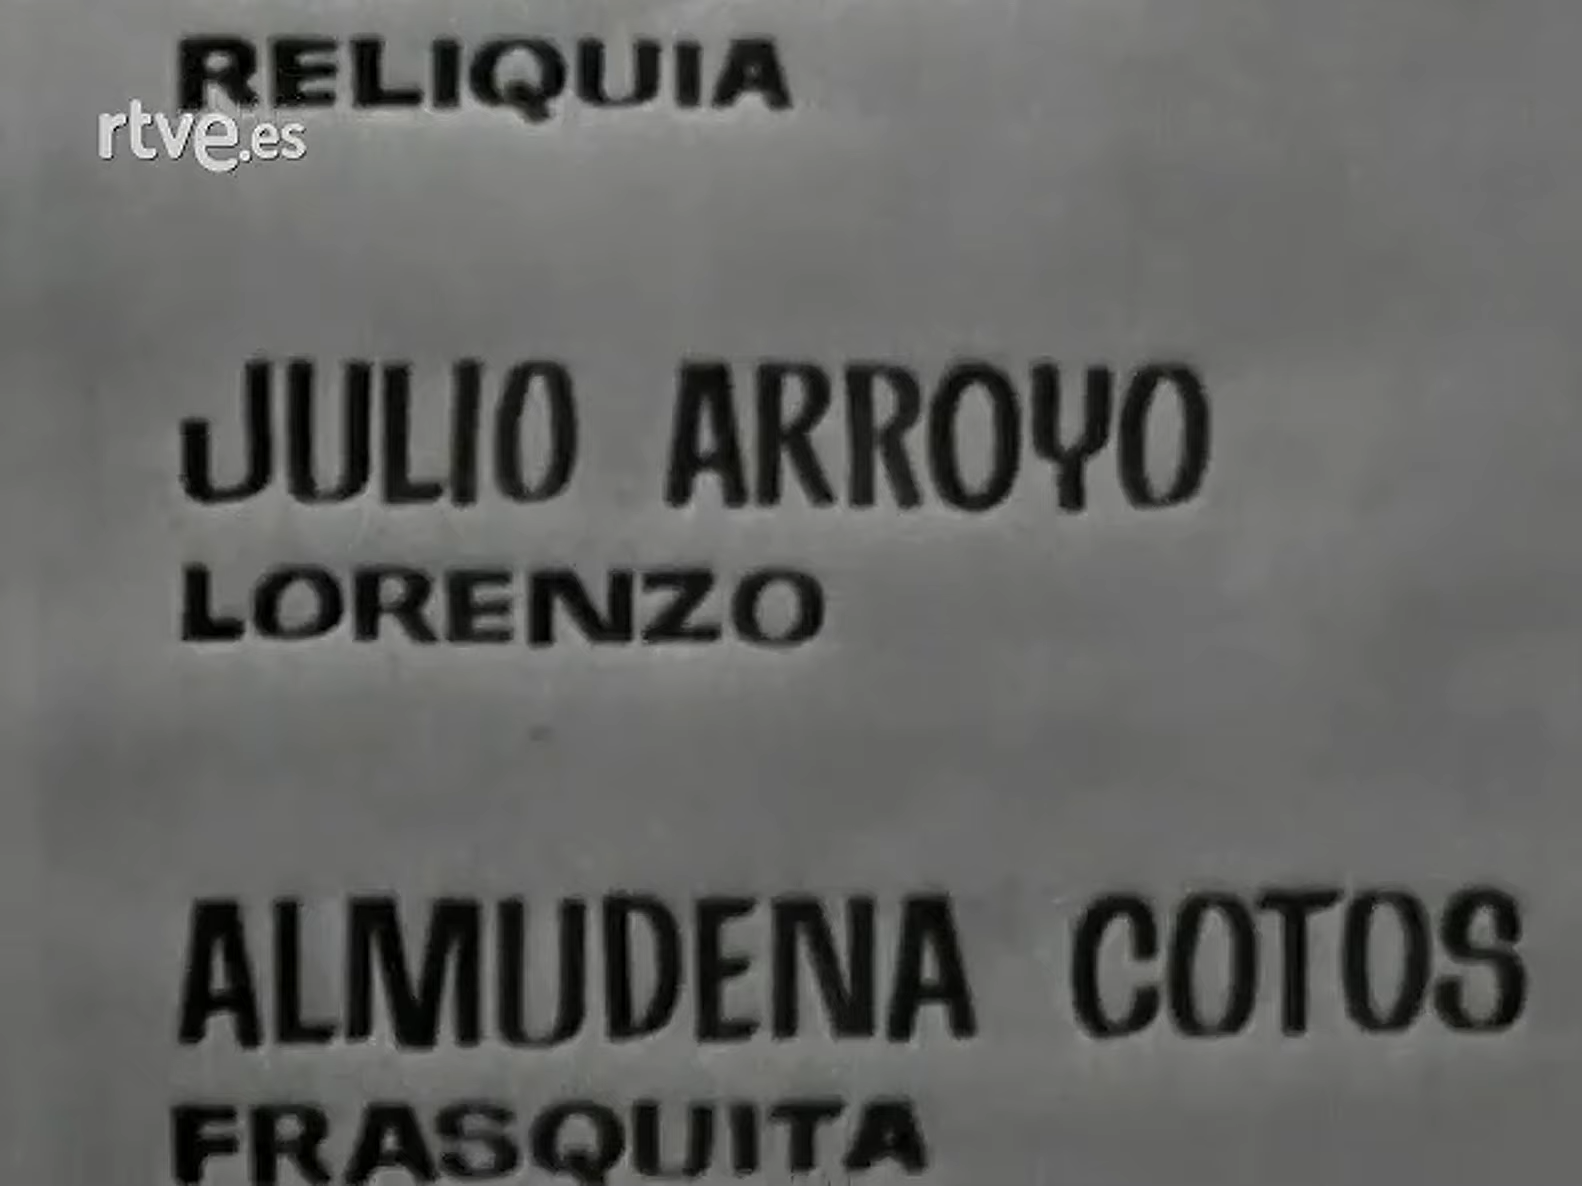 RELIQUIA
rtve.es
JULIO ARROYO
LORENZO
ALMUDENA COTOS
FRASQUITA